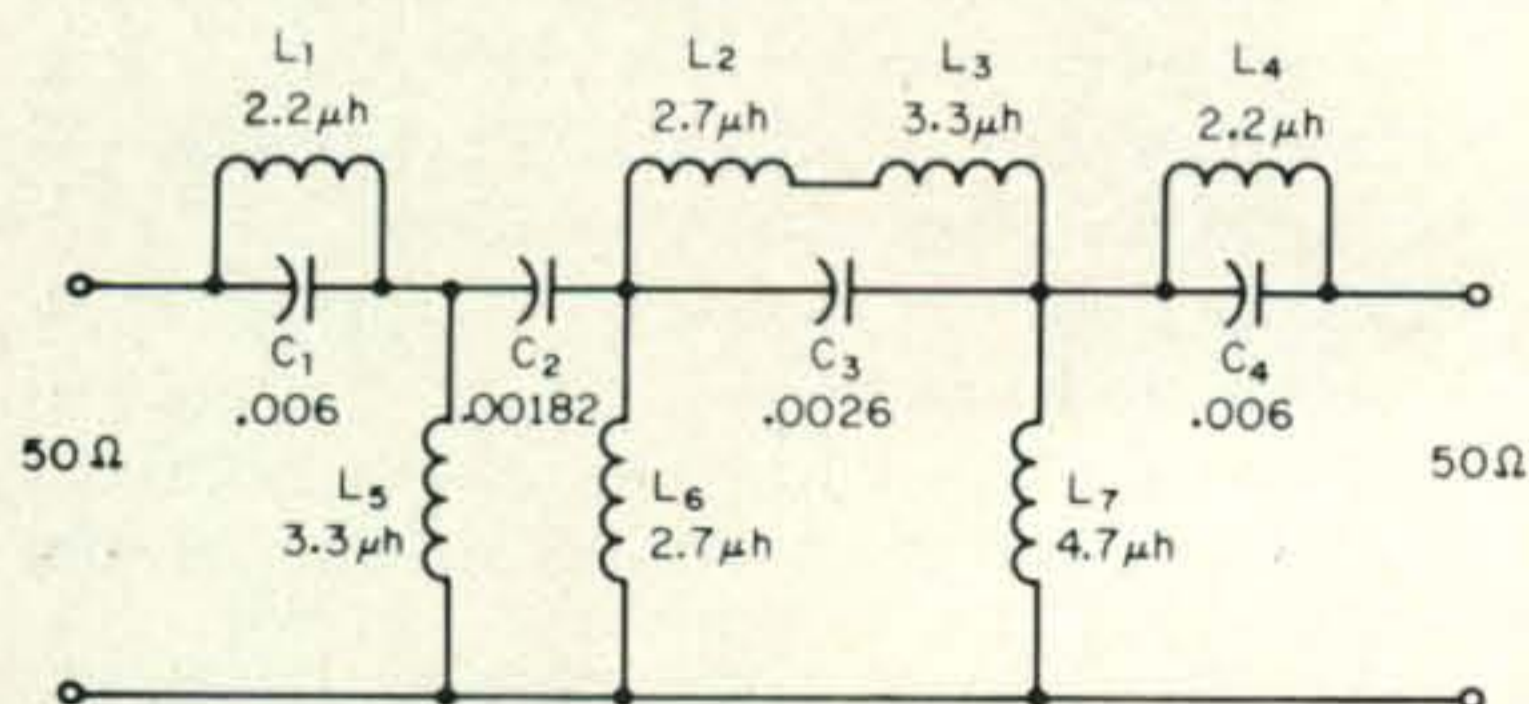 L1
2.2μh
L2
2.7μh
L3
3.3μh
L4
2.2μh
C1
.006
C2
.00182
C3
.0026
C4
.006
50Ω
50Ω
L5
3.3μh
L6
2.7μh
L7
4.7μh